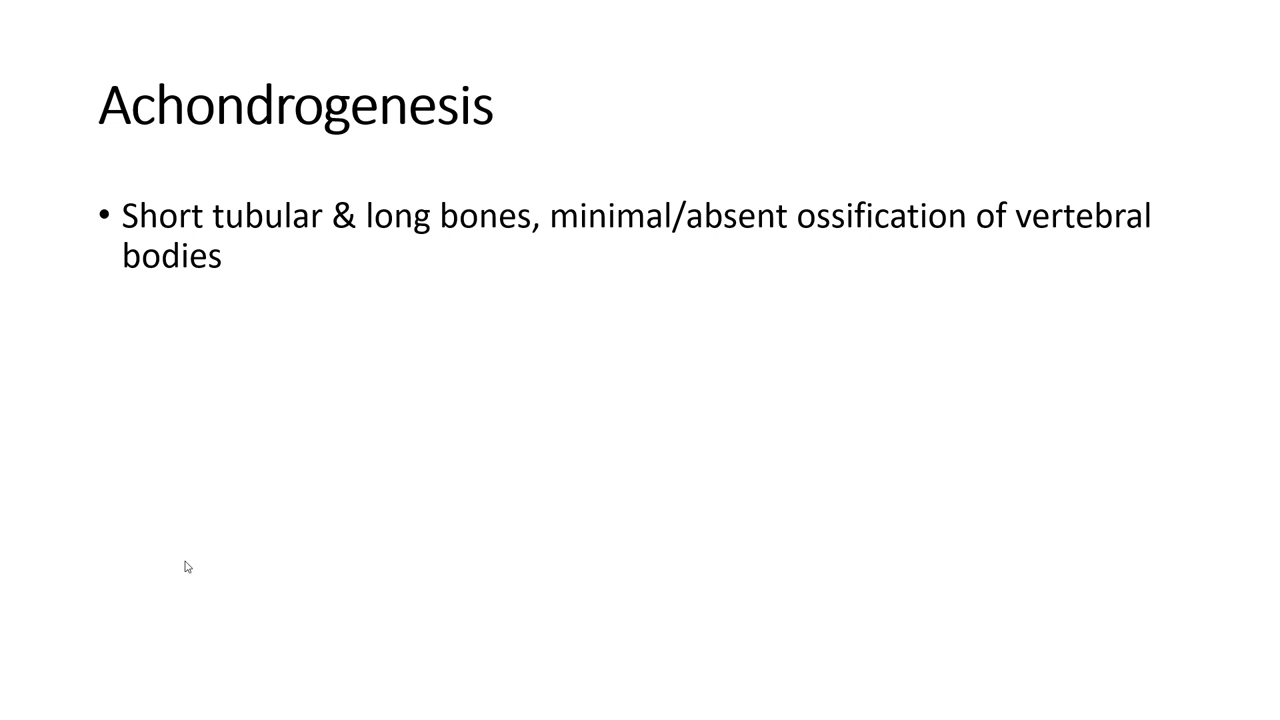 Achondrogenesis
• Short tubular & long bones, minimal/absent ossification of vertebral
bodies